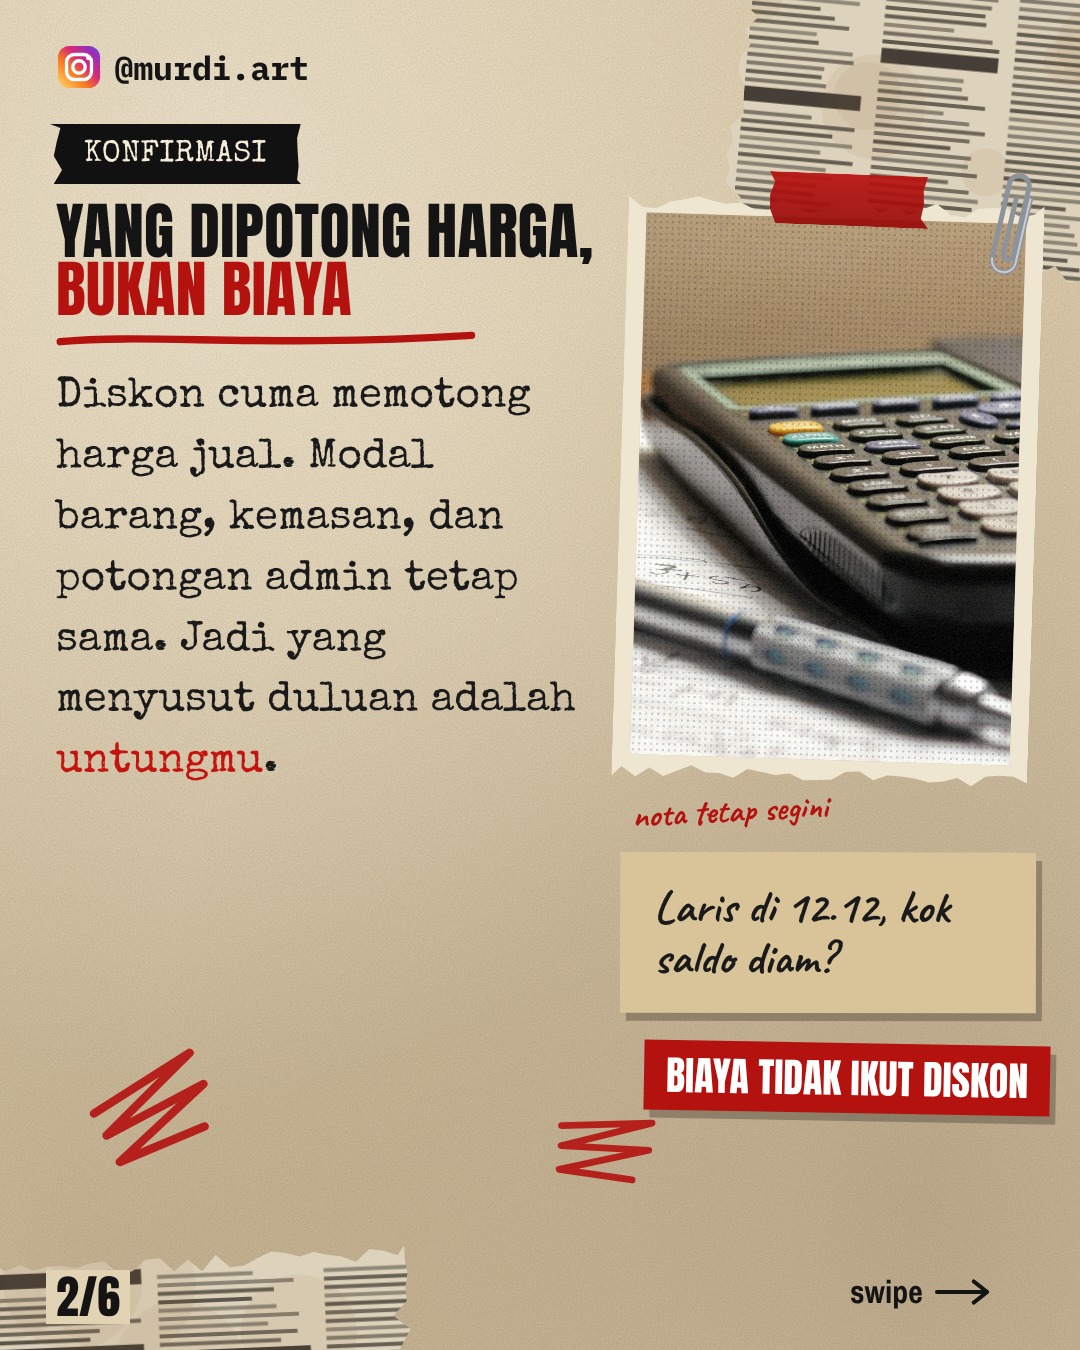 @murdi.art
KONFIRMASI
YANG DIPOTONG HARGA,
BUKAN BIAYA
Diskon cuma memotong
harga jual. Modal
barang, kemasan, dan
potongan admin tetap
sama. Jadi yang
menyusut duluan adalah
untungmu.
nota tetap segini
Laris di 12.12, kok
saldo diam?
BIAYA TIDAK IKUT DISKON
2/6
swipe